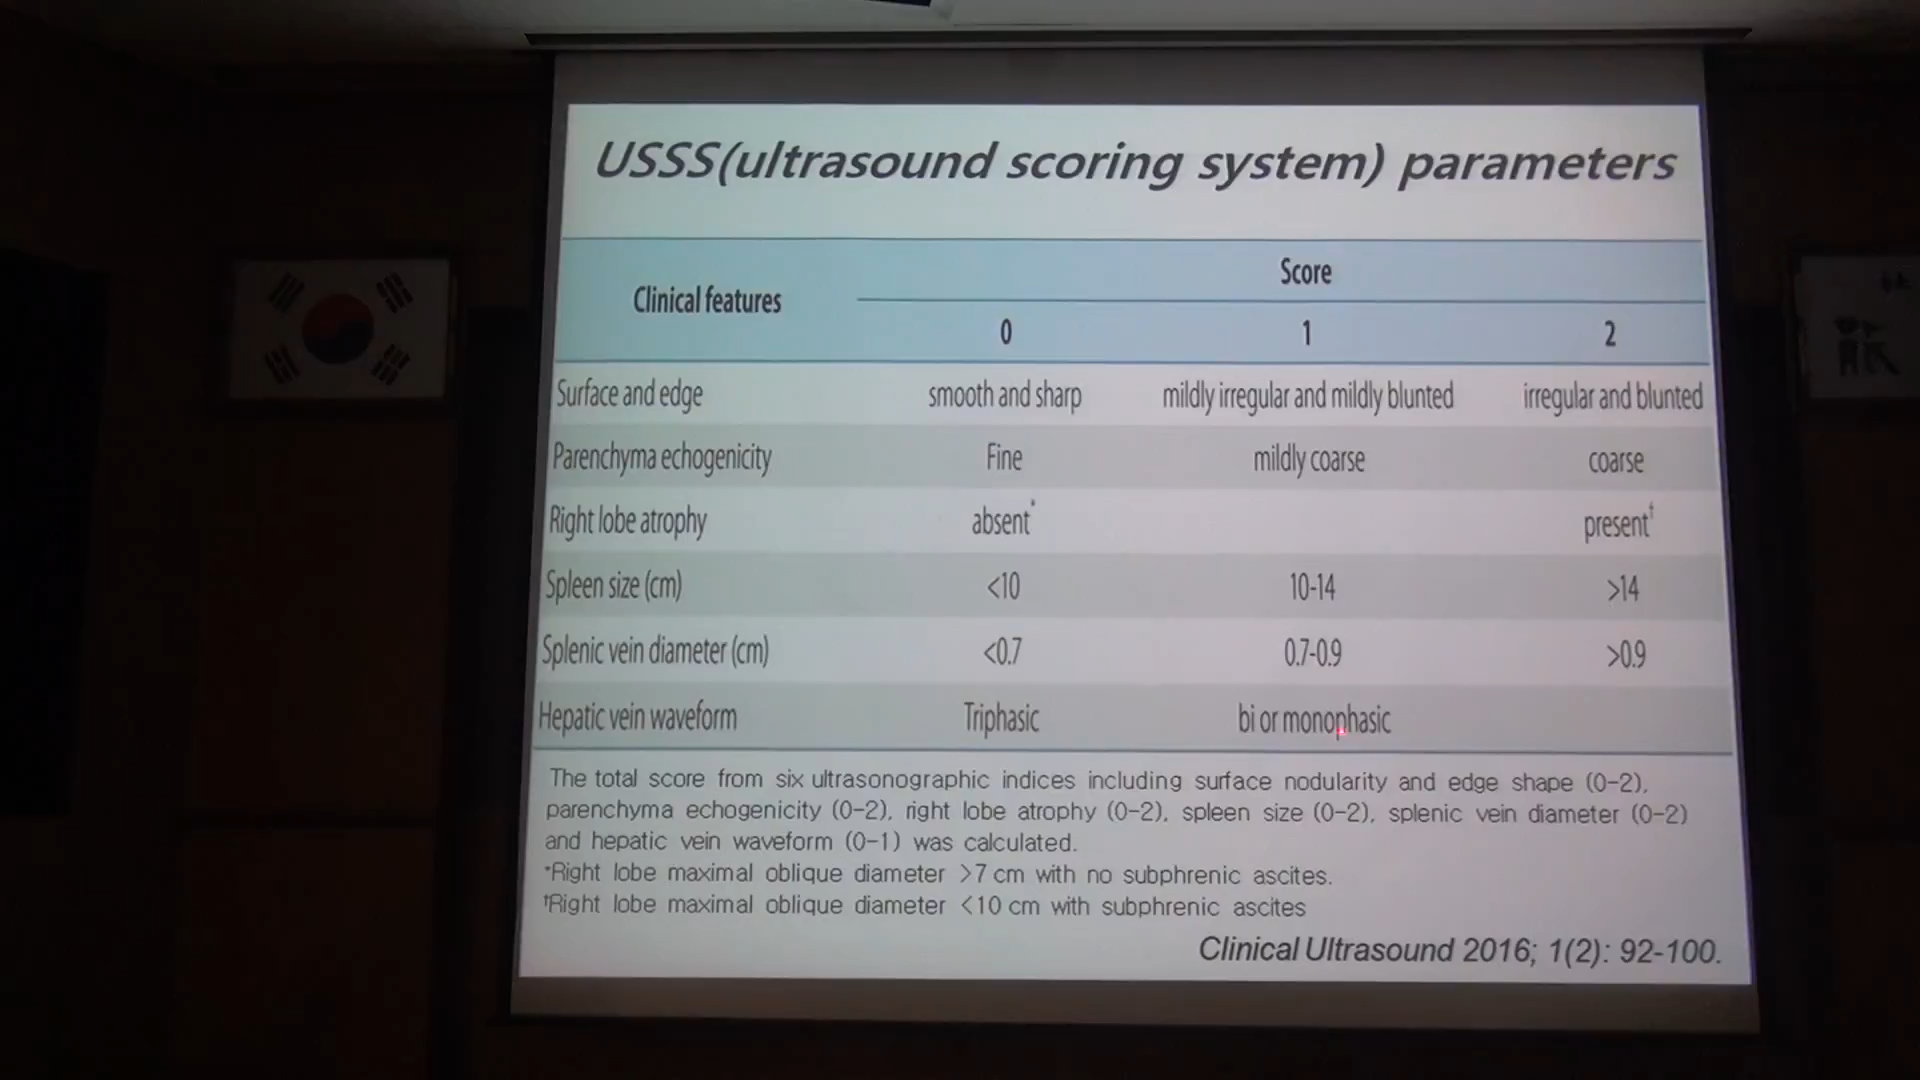 USSS(ultrasound scoring system) parameters
Clinical features
Score
0 1 2
Surface and edge smooth and sharp mildly irregular and mildly blunted irregular and blunted
Parenchyma echogenicity Fine mildly coarse coarse
Right lobe atrophy absent* present†
Spleen size (cm) <10 10-14 >14
Splenic vein diameter (cm) <0.7 0.7-0.9 >0.9
Hepatic vein waveform Triphasic bi or monophasic
The total score from six ultrasonographic indices including surface nodularity and edge shape (0-2),
parenchyma echogenicity (0-2), right lobe atrophy (0-2), spleen size (0-2), splenic vein diameter (0-2)
and hepatic vein waveform (0-1) was calculated.
*Right lobe maximal oblique diameter >7 cm with no subphrenic ascites.
†Right lobe maximal oblique diameter <10 cm with subphrenic ascites
Clinical Ultrasound 2016; 1(2): 92-100.